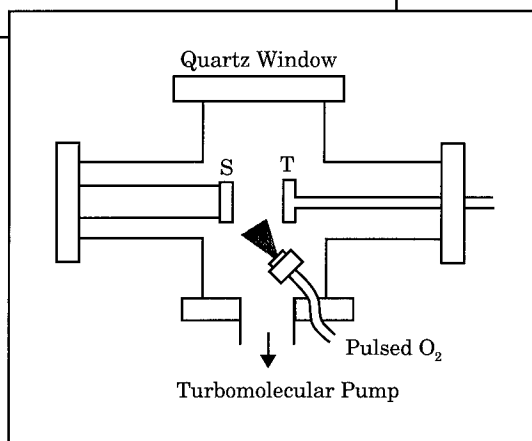 Quartz Window
S
T
Pulsed O₂
Turbomolecular Pump